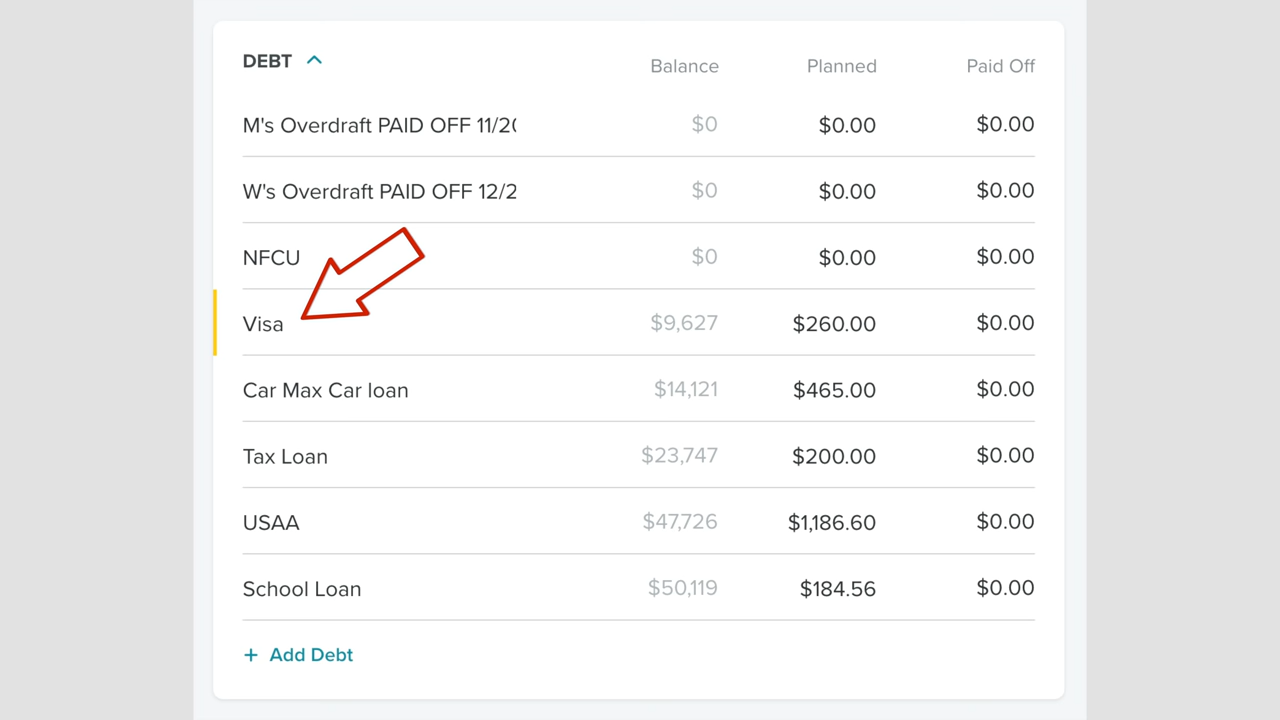 DEBT Balance Planned Paid Off
M's Overdraft PAID OFF 11/20 $0 $0.00 $0.00
W's Overdraft PAID OFF 12/2 $0 $0.00 $0.00
NFCU $0 $0.00 $0.00
Visa $9,627 $260.00 $0.00
Car Max Car loan $14,121 $465.00 $0.00
Tax Loan $23,747 $200.00 $0.00
USAA $47,726 $1,186.60 $0.00
School Loan $50,119 $184.56 $0.00
+ Add Debt